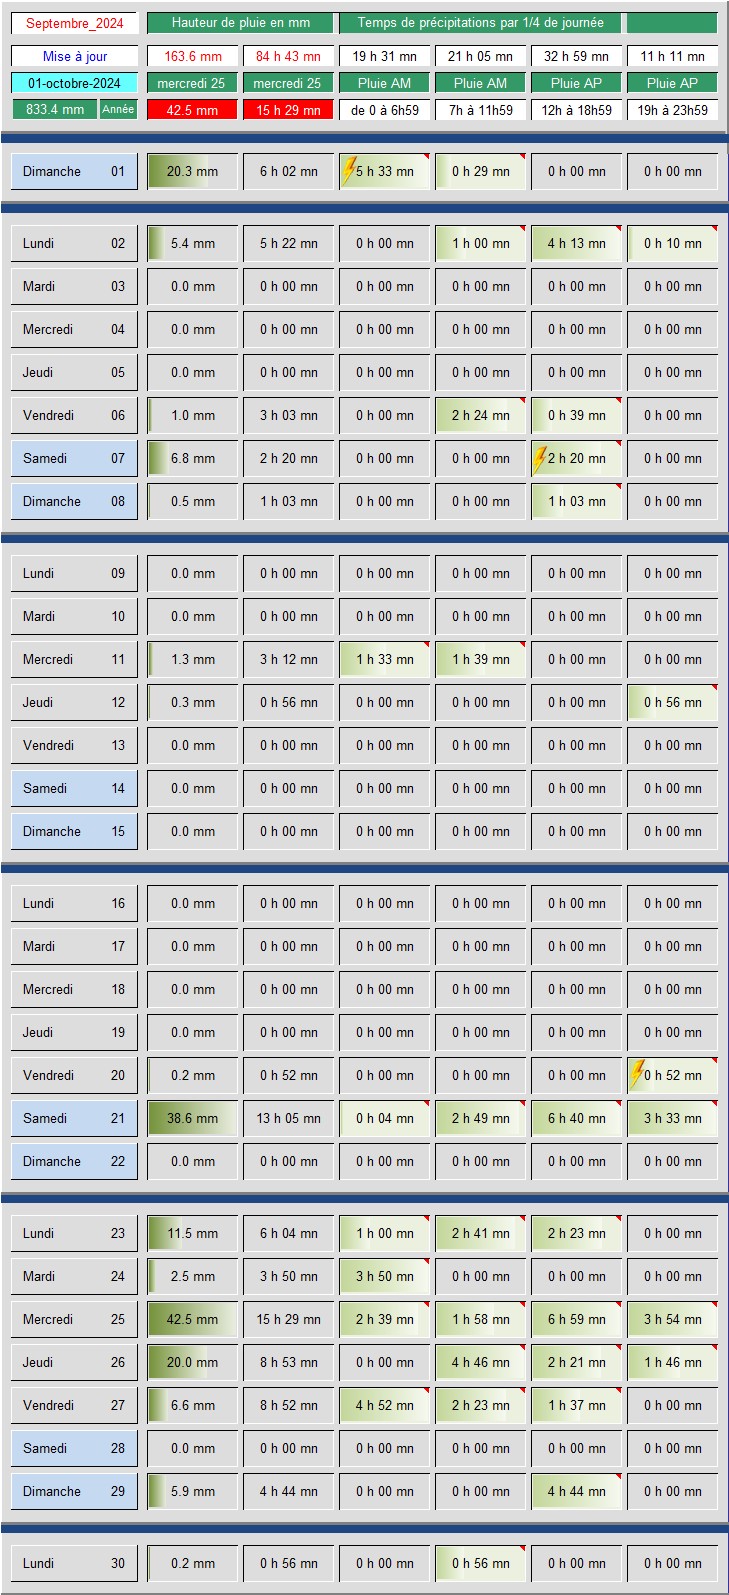 Septembre_2024 Hauteur de pluie en mm Temps de précipitations par 1/4 de journée
Mise à jour 163.6 mm 84 h 43 mn 19 h 31 mn 21 h 05 mn 32 h 59 mn 11 h 11 mn
01-octobre-2024 mercredi 25 mercredi 25 Pluie AM Pluie AM Pluie AP Pluie AP
833.4 mm Année 42.5 mm 15 h 29 mn de 0 à 6h59 7h à 11h59 12h à 18h59 19h à 23h59
Dimanche 01 20.3 mm 6 h 02 mn 5 h 33 mn 0 h 29 mn 0 h 00 mn 0 h 00 mn
Lundi 02 5.4 mm 5 h 22 mn 0 h 00 mn 1 h 00 mn 4 h 13 mn 0 h 10 mn
Mardi 03 0.0 mm 0 h 00 mn 0 h 00 mn 0 h 00 mn 0 h 00 mn 0 h 00 mn
Mercredi 04 0.0 mm 0 h 00 mn 0 h 00 mn 0 h 00 mn 0 h 00 mn 0 h 00 mn
Jeudi 05 0.0 mm 0 h 00 mn 0 h 00 mn 0 h 00 mn 0 h 00 mn 0 h 00 mn
Vendredi 06 1.0 mm 3 h 03 mn 0 h 00 mn 2 h 24 mn 0 h 39 mn 0 h 00 mn
Samedi 07 6.8 mm 2 h 20 mn 0 h 00 mn 0 h 00 mn 2 h 20 mn 0 h 00 mn
Dimanche 08 0.5 mm 1 h 03 mn 0 h 00 mn 0 h 00 mn 1 h 03 mn 0 h 00 mn
Lundi 09 0.0 mm 0 h 00 mn 0 h 00 mn 0 h 00 mn 0 h 00 mn 0 h 00 mn
Mardi 10 0.0 mm 0 h 00 mn 0 h 00 mn 0 h 00 mn 0 h 00 mn 0 h 00 mn
Mercredi 11 1.3 mm 3 h 12 mn 1 h 33 mn 1 h 39 mn 0 h 00 mn 0 h 00 mn
Jeudi 12 0.3 mm 0 h 56 mn 0 h 00 mn 0 h 00 mn 0 h 00 mn 0 h 56 mn
Vendredi 13 0.0 mm 0 h 00 mn 0 h 00 mn 0 h 00 mn 0 h 00 mn 0 h 00 mn
Samedi 14 0.0 mm 0 h 00 mn 0 h 00 mn 0 h 00 mn 0 h 00 mn 0 h 00 mn
Dimanche 15 0.0 mm 0 h 00 mn 0 h 00 mn 0 h 00 mn 0 h 00 mn 0 h 00 mn
Lundi 16 0.0 mm 0 h 00 mn 0 h 00 mn 0 h 00 mn 0 h 00 mn 0 h 00 mn
Mardi 17 0.0 mm 0 h 00 mn 0 h 00 mn 0 h 00 mn 0 h 00 mn 0 h 00 mn
Mercredi 18 0.0 mm 0 h 00 mn 0 h 00 mn 0 h 00 mn 0 h 00 mn 0 h 00 mn
Jeudi 19 0.0 mm 0 h 00 mn 0 h 00 mn 0 h 00 mn 0 h 00 mn 0 h 00 mn
Vendredi 20 0.2 mm 0 h 52 mn 0 h 00 mn 0 h 00 mn 0 h 00 mn 0 h 52 mn
Samedi 21 38.6 mm 13 h 05 mn 0 h 04 mn 2 h 49 mn 6 h 40 mn 3 h 33 mn
Dimanche 22 0.0 mm 0 h 00 mn 0 h 00 mn 0 h 00 mn 0 h 00 mn 0 h 00 mn
Lundi 23 11.5 mm 6 h 04 mn 1 h 00 mn 2 h 41 mn 2 h 23 mn 0 h 00 mn
Mardi 24 2.5 mm 3 h 50 mn 3 h 50 mn 0 h 00 mn 0 h 00 mn 0 h 00 mn
Mercredi 25 42.5 mm 15 h 29 mn 2 h 39 mn 1 h 58 mn 6 h 59 mn 3 h 54 mn
Jeudi 26 20.0 mm 8 h 53 mn 0 h 00 mn 4 h 46 mn 2 h 21 mn 1 h 46 mn
Vendredi 27 6.6 mm 8 h 52 mn 4 h 52 mn 2 h 23 mn 1 h 37 mn 0 h 00 mn
Samedi 28 0.0 mm 0 h 00 mn 0 h 00 mn 0 h 00 mn 0 h 00 mn 0 h 00 mn
Dimanche 29 5.9 mm 4 h 44 mn 0 h 00 mn 0 h 00 mn 4 h 44 mn 0 h 00 mn
Lundi 30 0.2 mm 0 h 56 mn 0 h 00 mn 0 h 56 mn 0 h 00 mn 0 h 00 mn